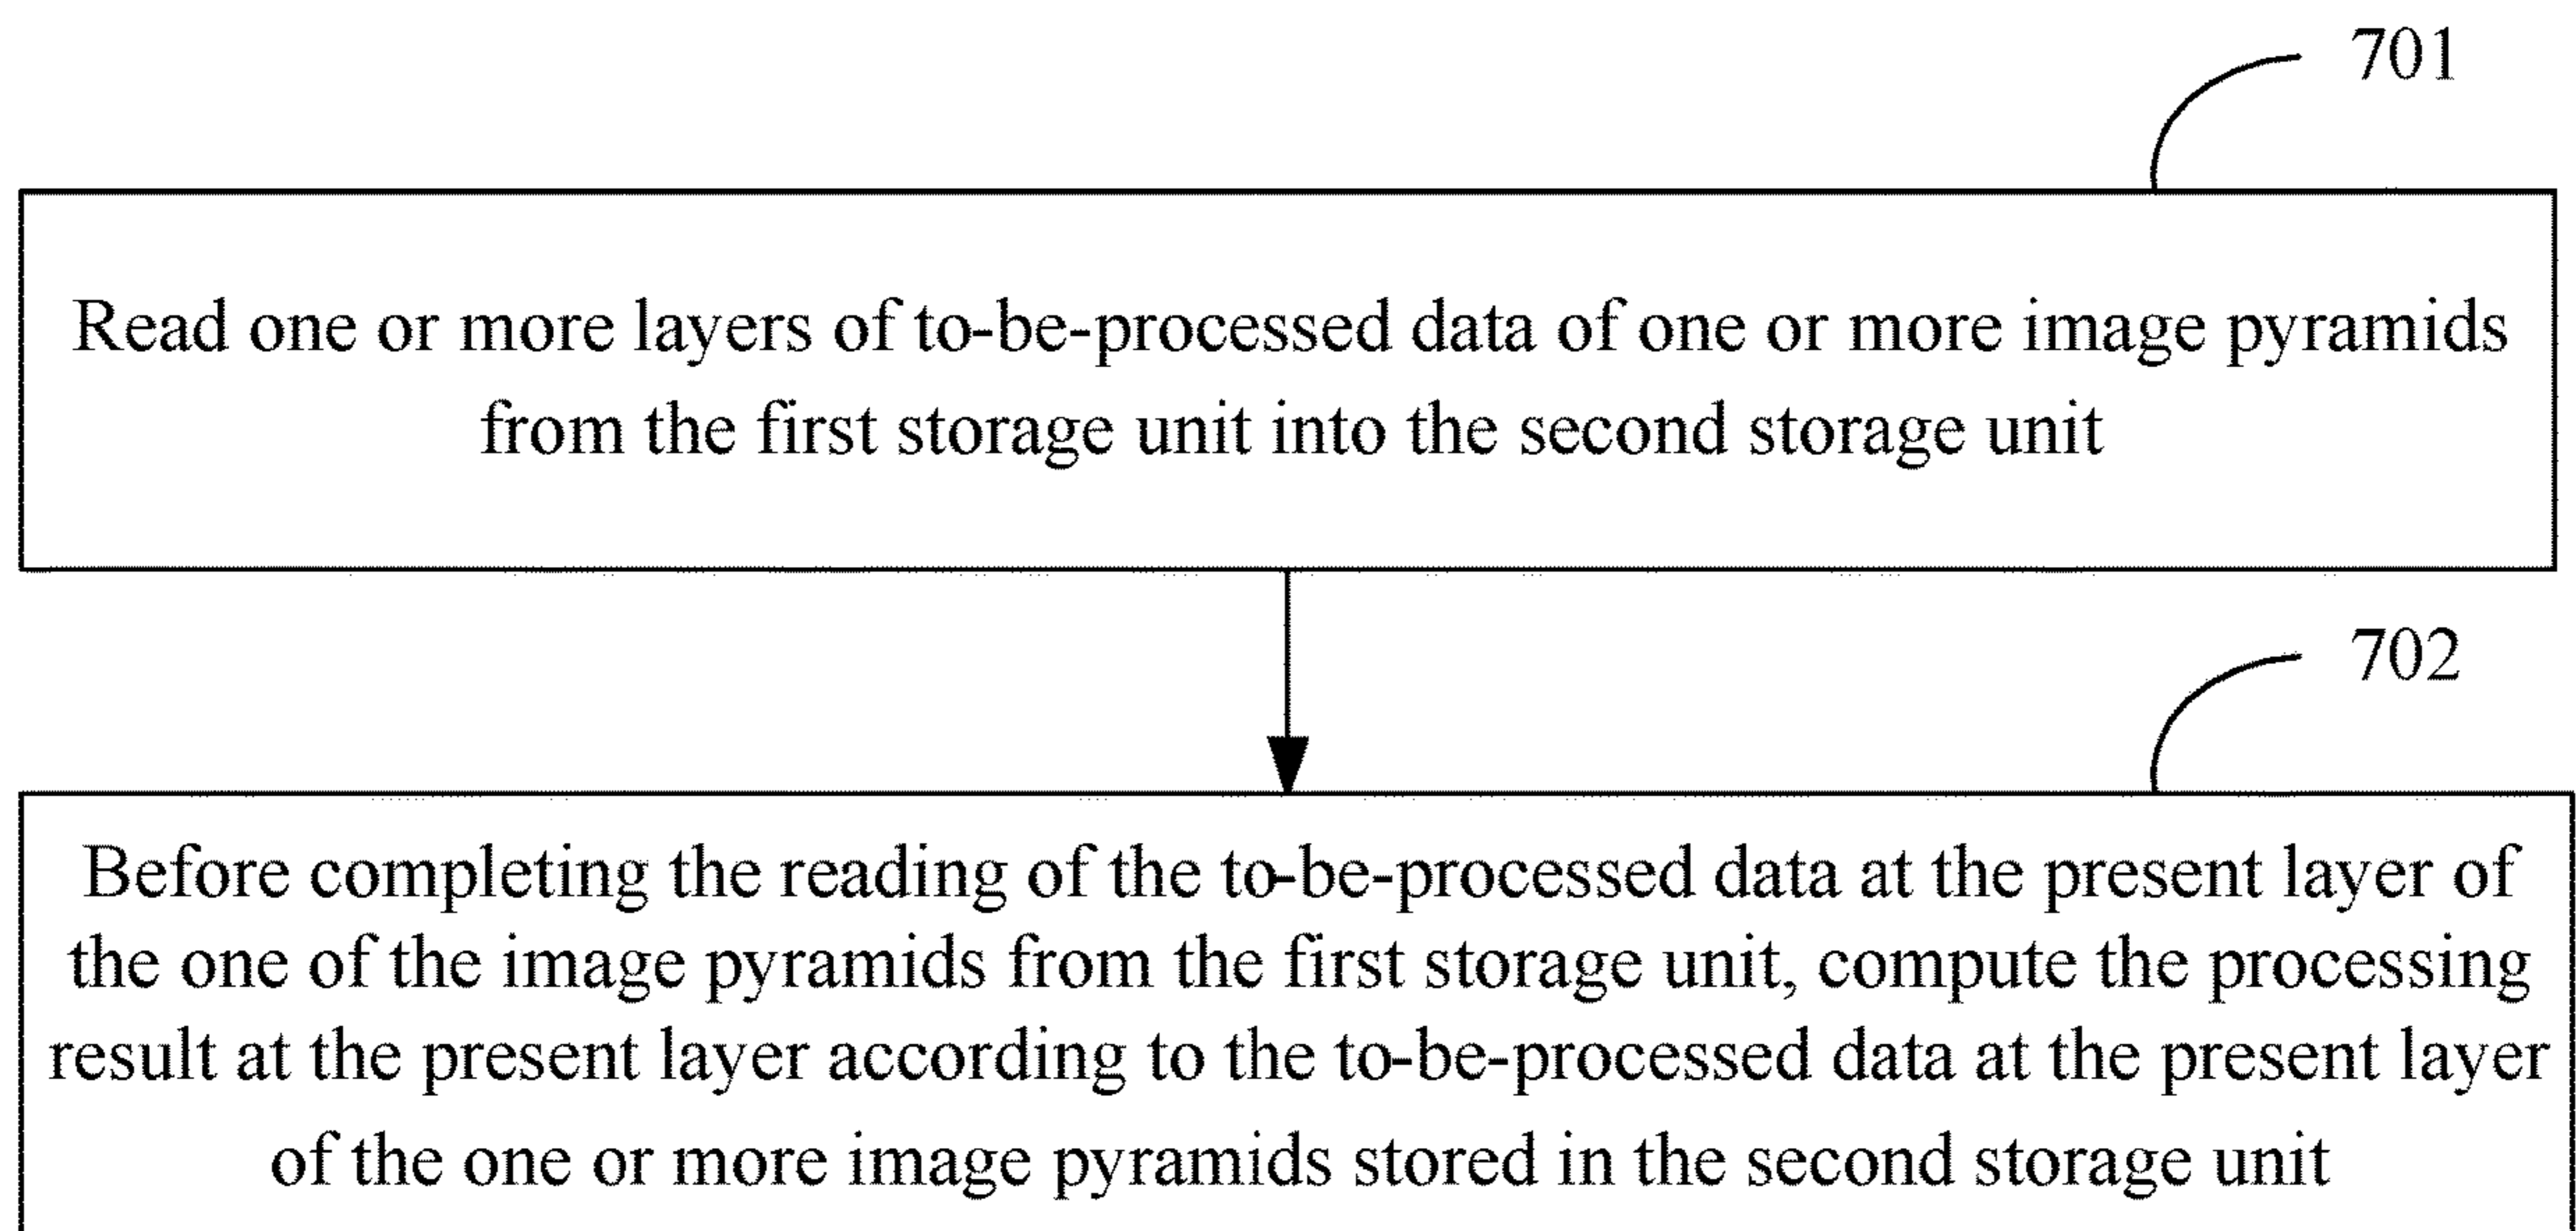 701
Read one or more layers of to-be-processed data of one or more image pyramids
from the first storage unit into the second storage unit
702
Before completing the reading of the to-be-processed data at the present layer of
the one of the image pyramids from the first storage unit, compute the processing
result at the present layer according to the to-be-processed data at the present layer
of the one or more image pyramids stored in the second storage unit